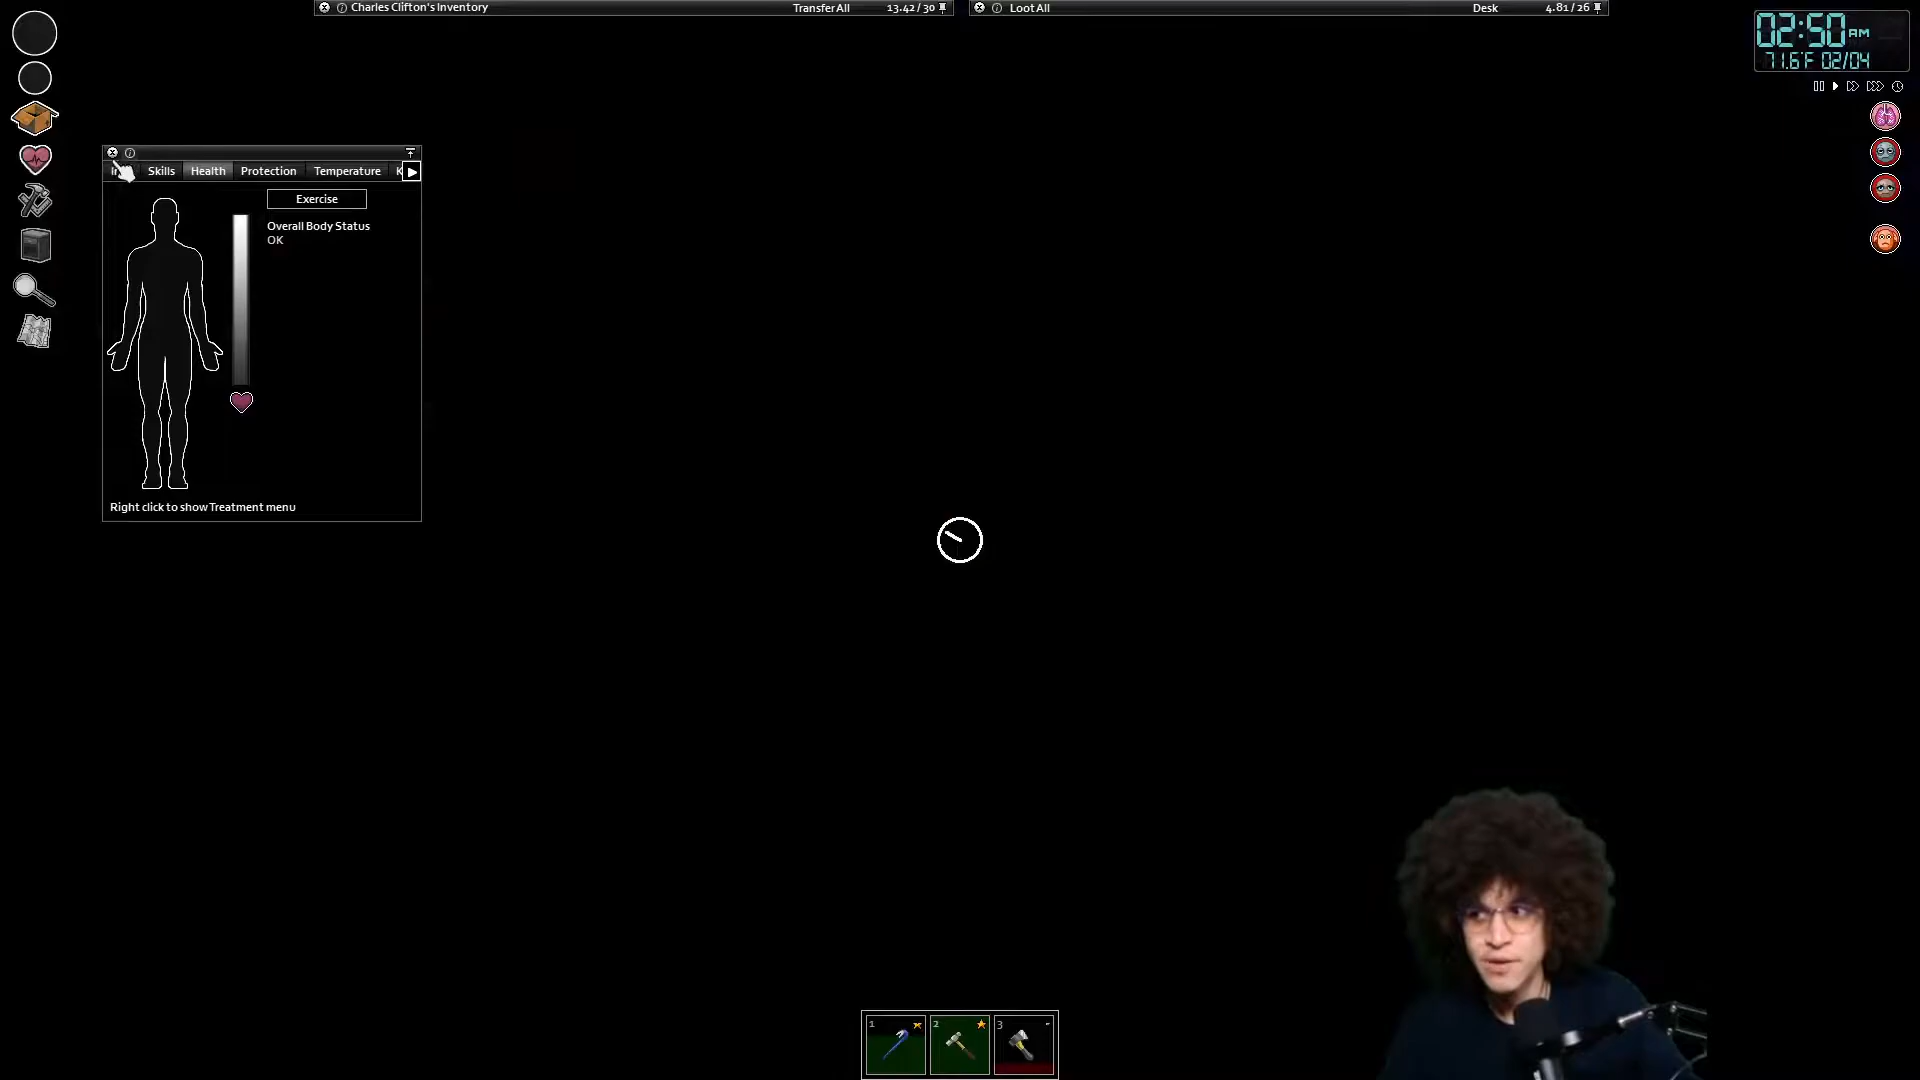 Charles Clifton's Inventory Transfer All 13.42 / 30
Loot All Desk 4.81 / 26
02:50 AM
71.6°F 02/04
Skills Health Protection Temperature
Exercise
Overall Body Status
OK
Right click to show Treatment menu
1 2 3